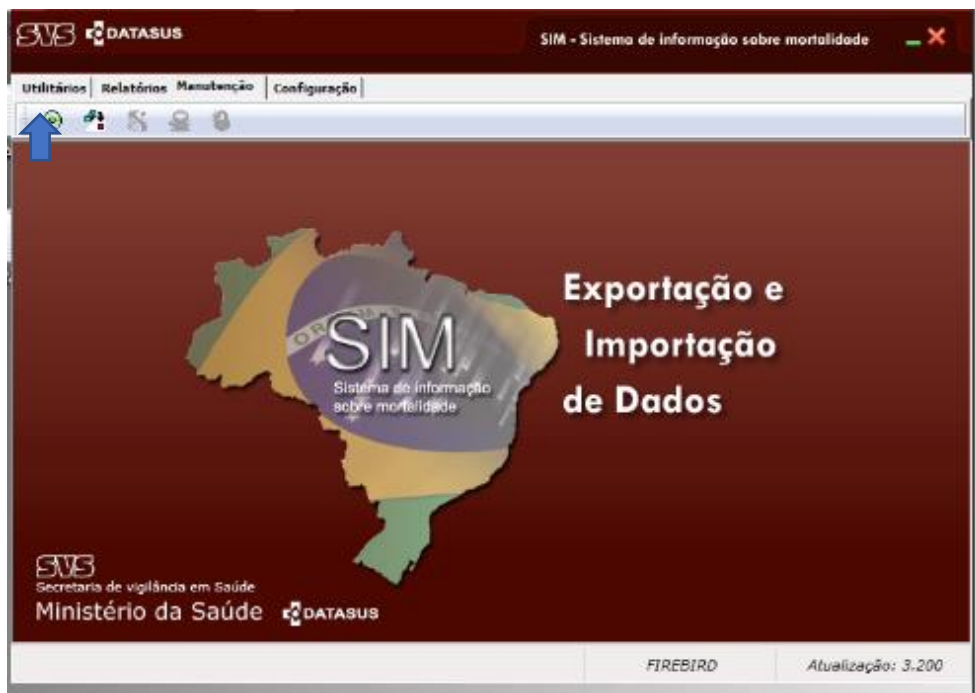 SVS DATASUS
SIM - Sistema de informação sobre mortalidade
Utilitários Relatórios Manutenção Configuração
ORDEM
SIM
Sistema de informação
sobre mortalidade
Exportação e
Importação
de Dados
SVS
Secretaria de vigilância em Saúde
Ministério da Saúde DATASUS
FIREBIRD Atualização: 3.200